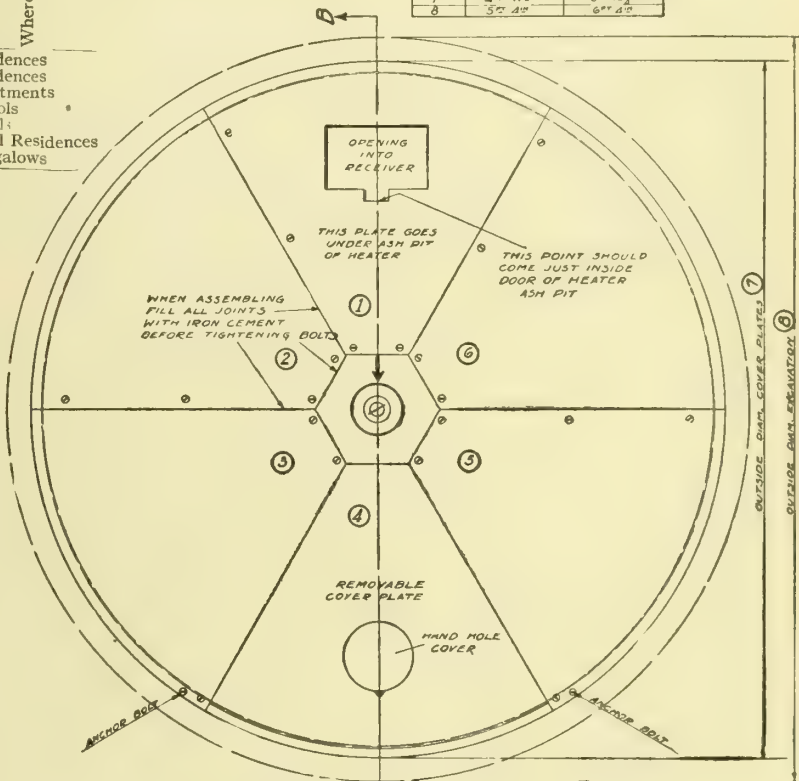 Where
B
8 5FT 4IN 6FT 4IN
dences
dences
tments
ols
l Residences
galows
OPENING
INTO
RECEIVER
THIS PLATE GOES
UNDER ASH PIT
OF HEATER
THIS POINT SHOULD
COME JUST INSIDE
DOOR OF HEATER
ASH PIT
WHEN ASSEMBLING
FILL ALL JOINTS
WITH IRON CEMENT
BEFORE TIGHTENING BOLTS
1
2
6
3
5
4
REMOVABLE
COVER PLATE
HAND HOLE
COVER
ANCHOR BOLT
ANCHOR BOLT
OUTSIDE DIAM. COVER PLATES 7
OUTSIDE DIAM. EXCAVATION 8